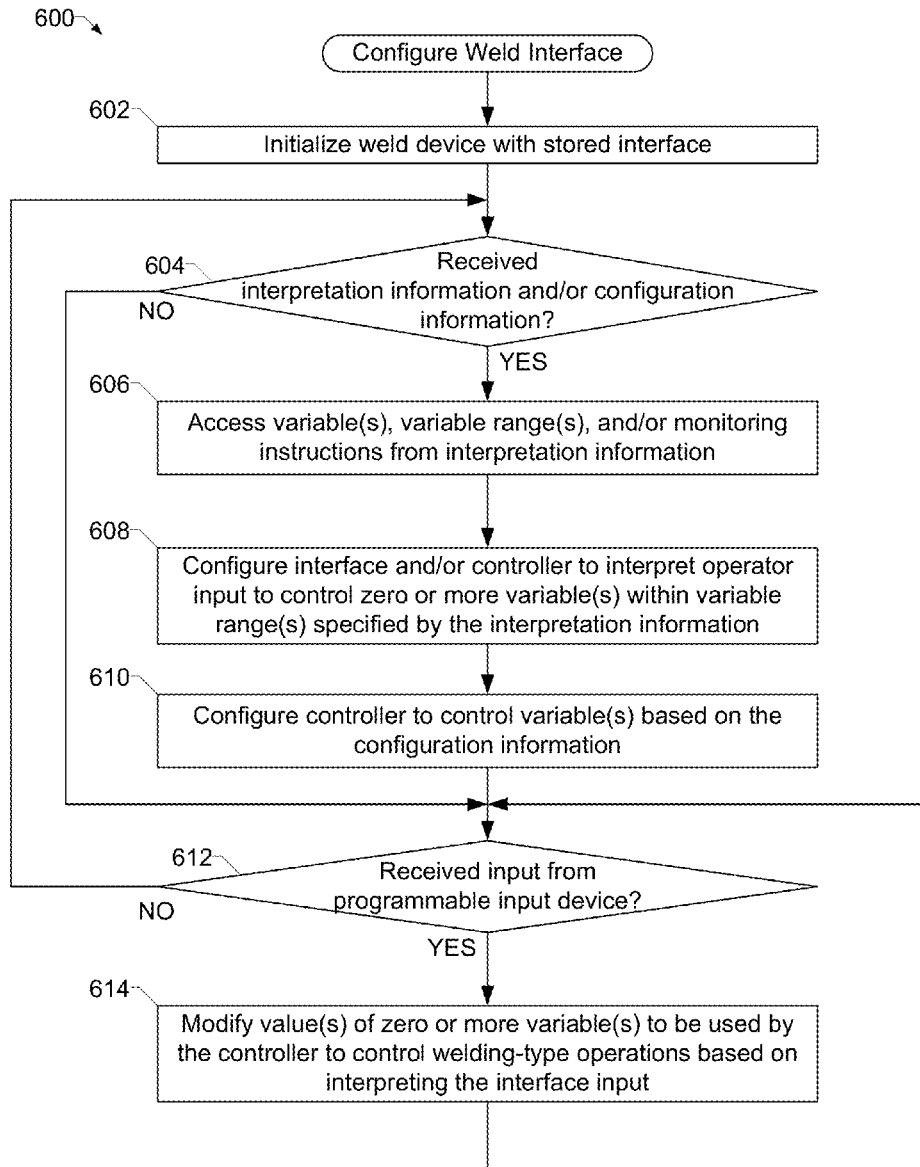 600
Configure Weld Interface
602
Initialize weld device with stored interface
604
Received
interpretation information and/or configuration
information?
NO
YES
606
Access variable(s), variable range(s), and/or monitoring
instructions from interpretation information
608
Configure interface and/or controller to interpret operator
input to control zero or more variable(s) within variable
range(s) specified by the interpretation information
610
Configure controller to control variable(s) based on the
configuration information
612
Received input from
programmable input device?
NO
YES
614
Modify value(s) of zero or more variable(s) to be used by
the controller to control welding-type operations based on
interpreting the interface input